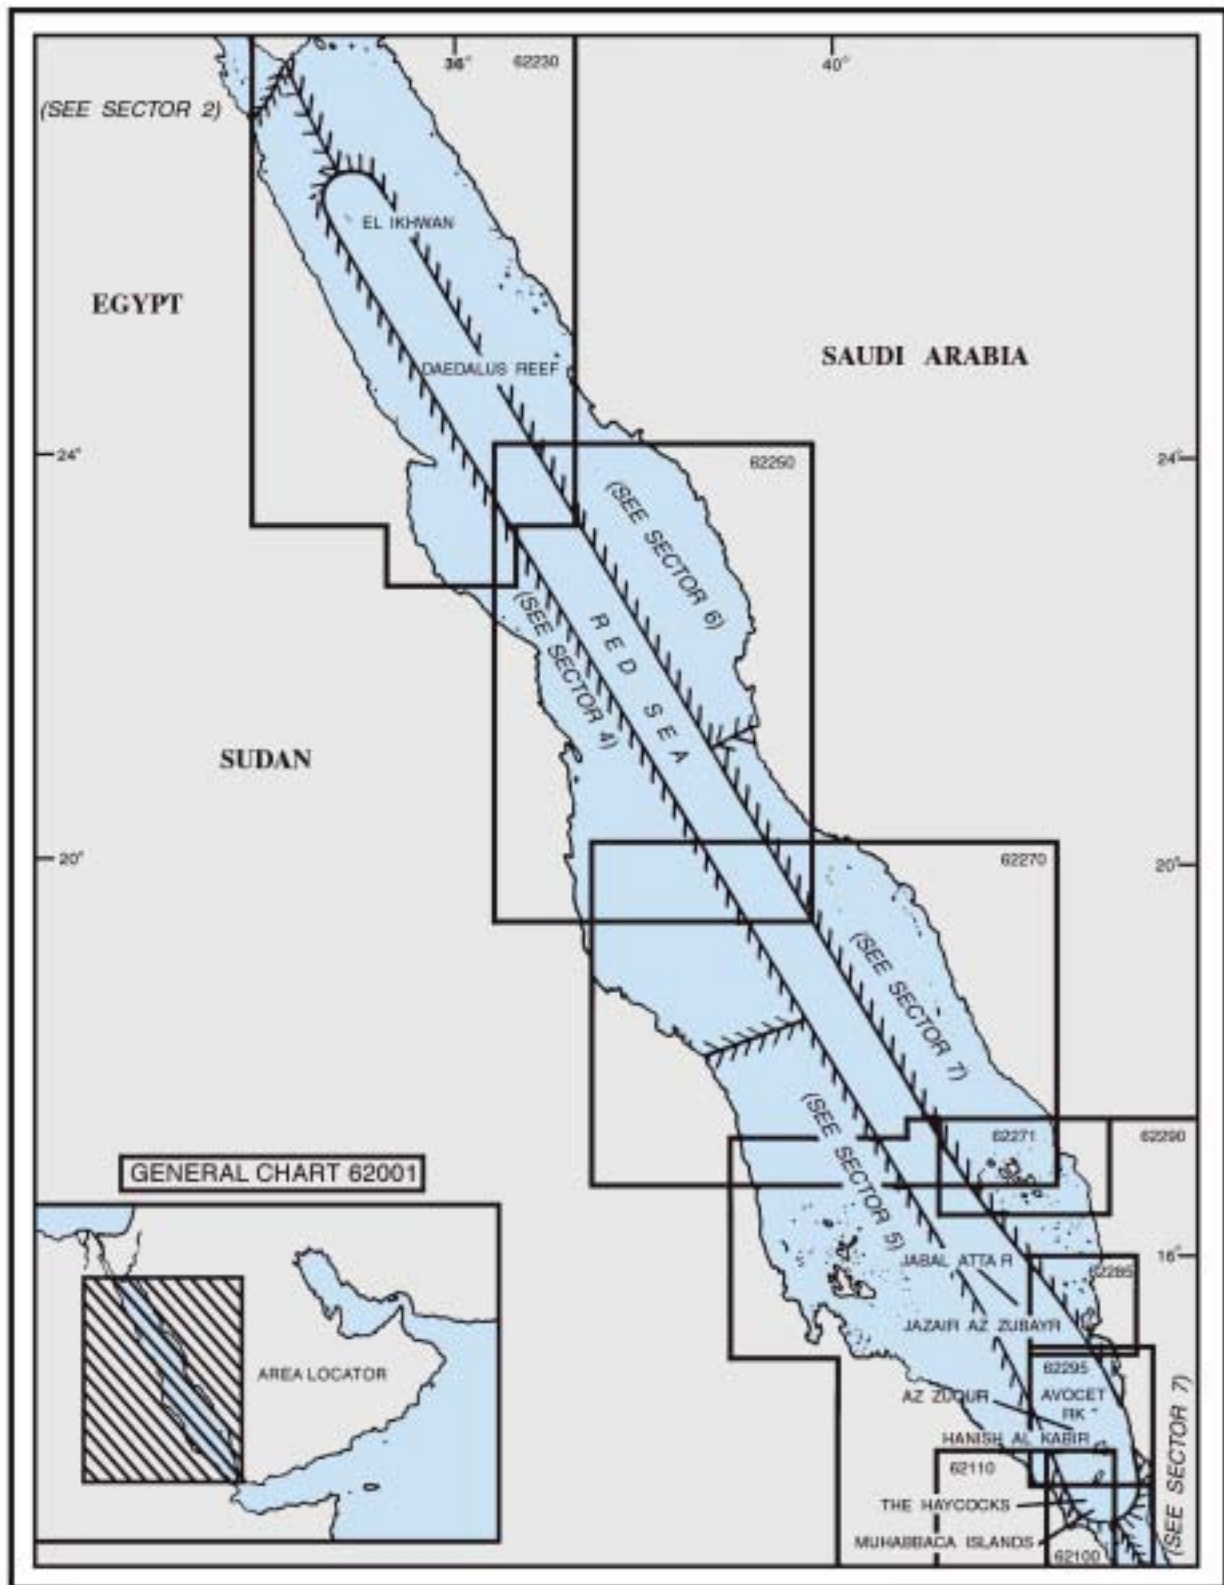 36°
62230
40°
(SEE SECTOR 2)
EL IKHWAN
EGYPT
SAUDI ARABIA
DAEDALUS REEF
24°
24°
62250
(SEE SECTOR 6)
(SEE SECTOR 4)
RED SEA
SUDAN
20°
20°
62270
(SEE SECTOR 7)
(SEE SECTOR 5)
62271
62290
GENERAL CHART 62001
AREA LOCATOR
16°
JABAL ATTA R
62285
JAZAIR AZ ZUBAYR
62295
AZ ZUQUR
AVOCET
RK
HANISH AL KABIR
(SEE SECTOR 7)
62110
THE HAYCOCKS
MUHABBACA ISLANDS
62100